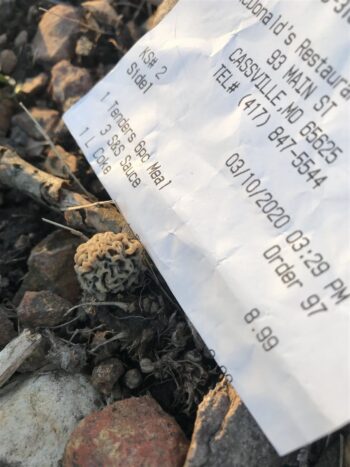 cDonald's Restaura
93 MAIN ST
CASSVILLE,MO 65625
TEL# (417) 847-5544
KS# 2
Side1
03/10/2020 03:29 PM
Order 97
1 Tenders 6pc Meal
3 S&S Sauce
1 L Coke
8.99